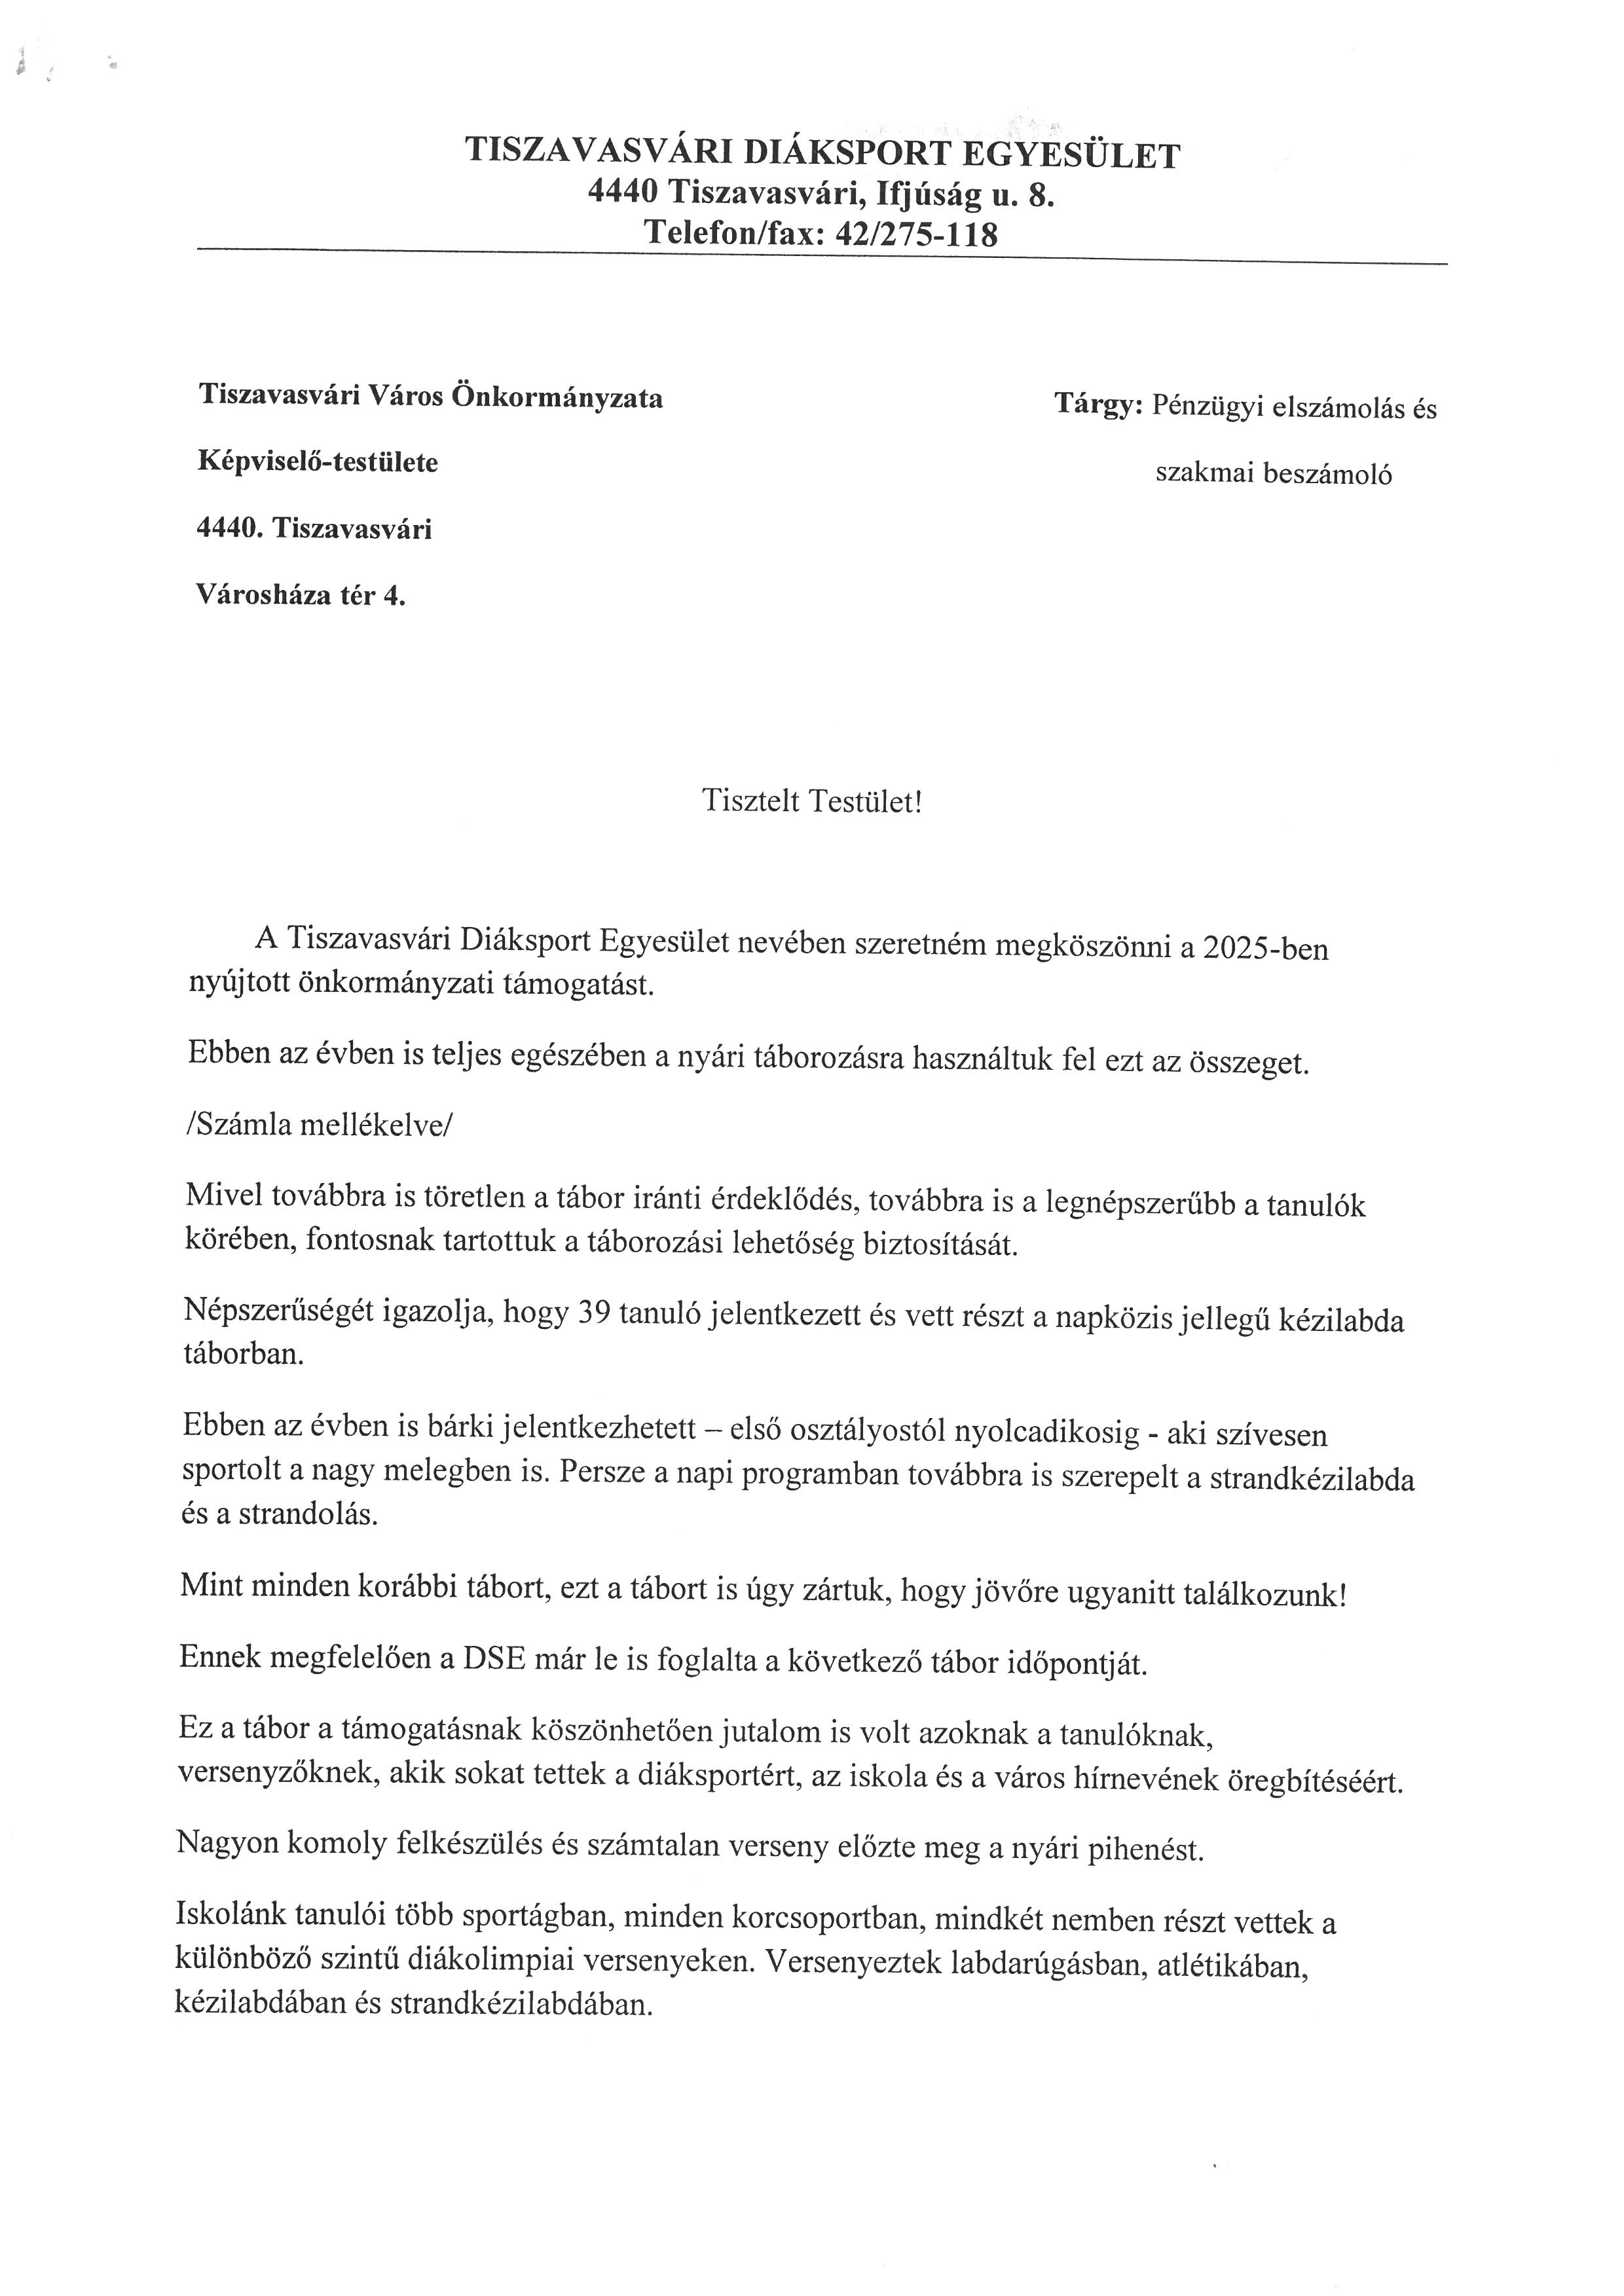 TISZAVASVÁRI DIÁKSPORT EGYESÜLET
4440 Tiszavasvári, Ifjúság u. 8.
Telefon/fax: 42/275-118
Tiszavasvári Város Önkormányzata
Képviselő-testülete
4440. Tiszavasvári
Városháza tér 4.
Tárgy: Pénzügyi elszámolás és
szakmai beszámoló
Tisztelt Testület!
A Tiszavasvári Diáksport Egyesület nevében szeretném megköszönni a 2025-ben
nyújtott önkormányzati támogatást.
Ebben az évben is teljes egészében a nyári táborozásra használtuk fel ezt az összeget.
/Számla mellékelve/
Mivel továbbra is töretlen a tábor iránti érdeklődés, továbbra is a legnépszerűbb a tanulók
körében, fontosnak tartottuk a táborozási lehetőség biztosítását.
Népszerűségét igazolja, hogy 39 tanuló jelentkezett és vett részt a napközis jellegű kézilabda
táborban.
Ebben az évben is bárki jelentkezhetett – első osztályostól nyolcadikosig - aki szívesen
sportolt a nagy melegben is. Persze a napi programban továbbra is szerepelt a strandkézilabda
és a strandolás.
Mint minden korábbi tábort, ezt a tábort is úgy zártuk, hogy jövőre ugyanitt találkozunk!
Ennek megfelelően a DSE már le is foglalta a következő tábor időpontját.
Ez a tábor a támogatásnak köszönhetően jutalom is volt azoknak a tanulóknak,
versenyzőknek, akik sokat tettek a diáksportért, az iskola és a város hírnevének öregbítéséért.
Nagyon komoly felkészülés és számtalan verseny előzte meg a nyári pihenést.
Iskolánk tanulói több sportágban, minden korcsoportban, mindkét nemben részt vettek a
különböző szintű diákolimpiai versenyeken. Versenyeztek labdarúgásban, atlétikában,
kézilabdában és strandkézilabdában.